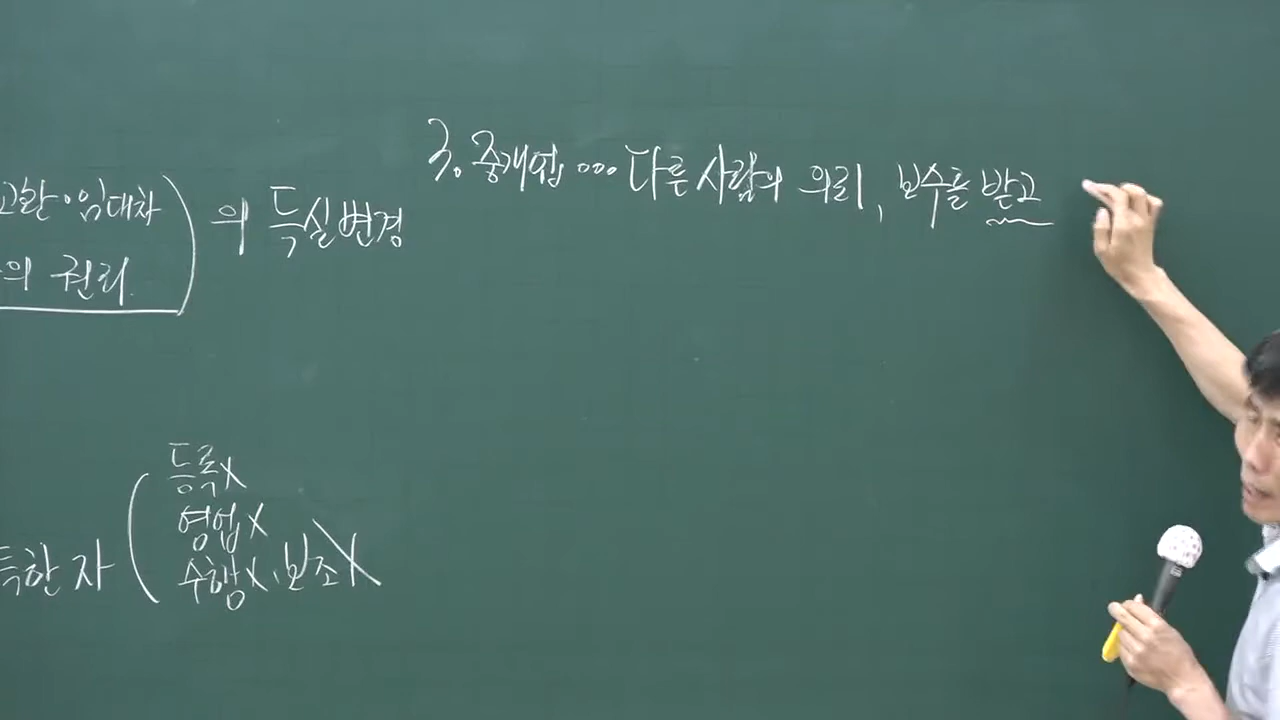 3. 중개업 ... 다른 사람의 의뢰, 보수를 받고
교환·임대차
의 득실변경
의 권리.
등록X
영업X
득한 자 ( 수행X, 보조X